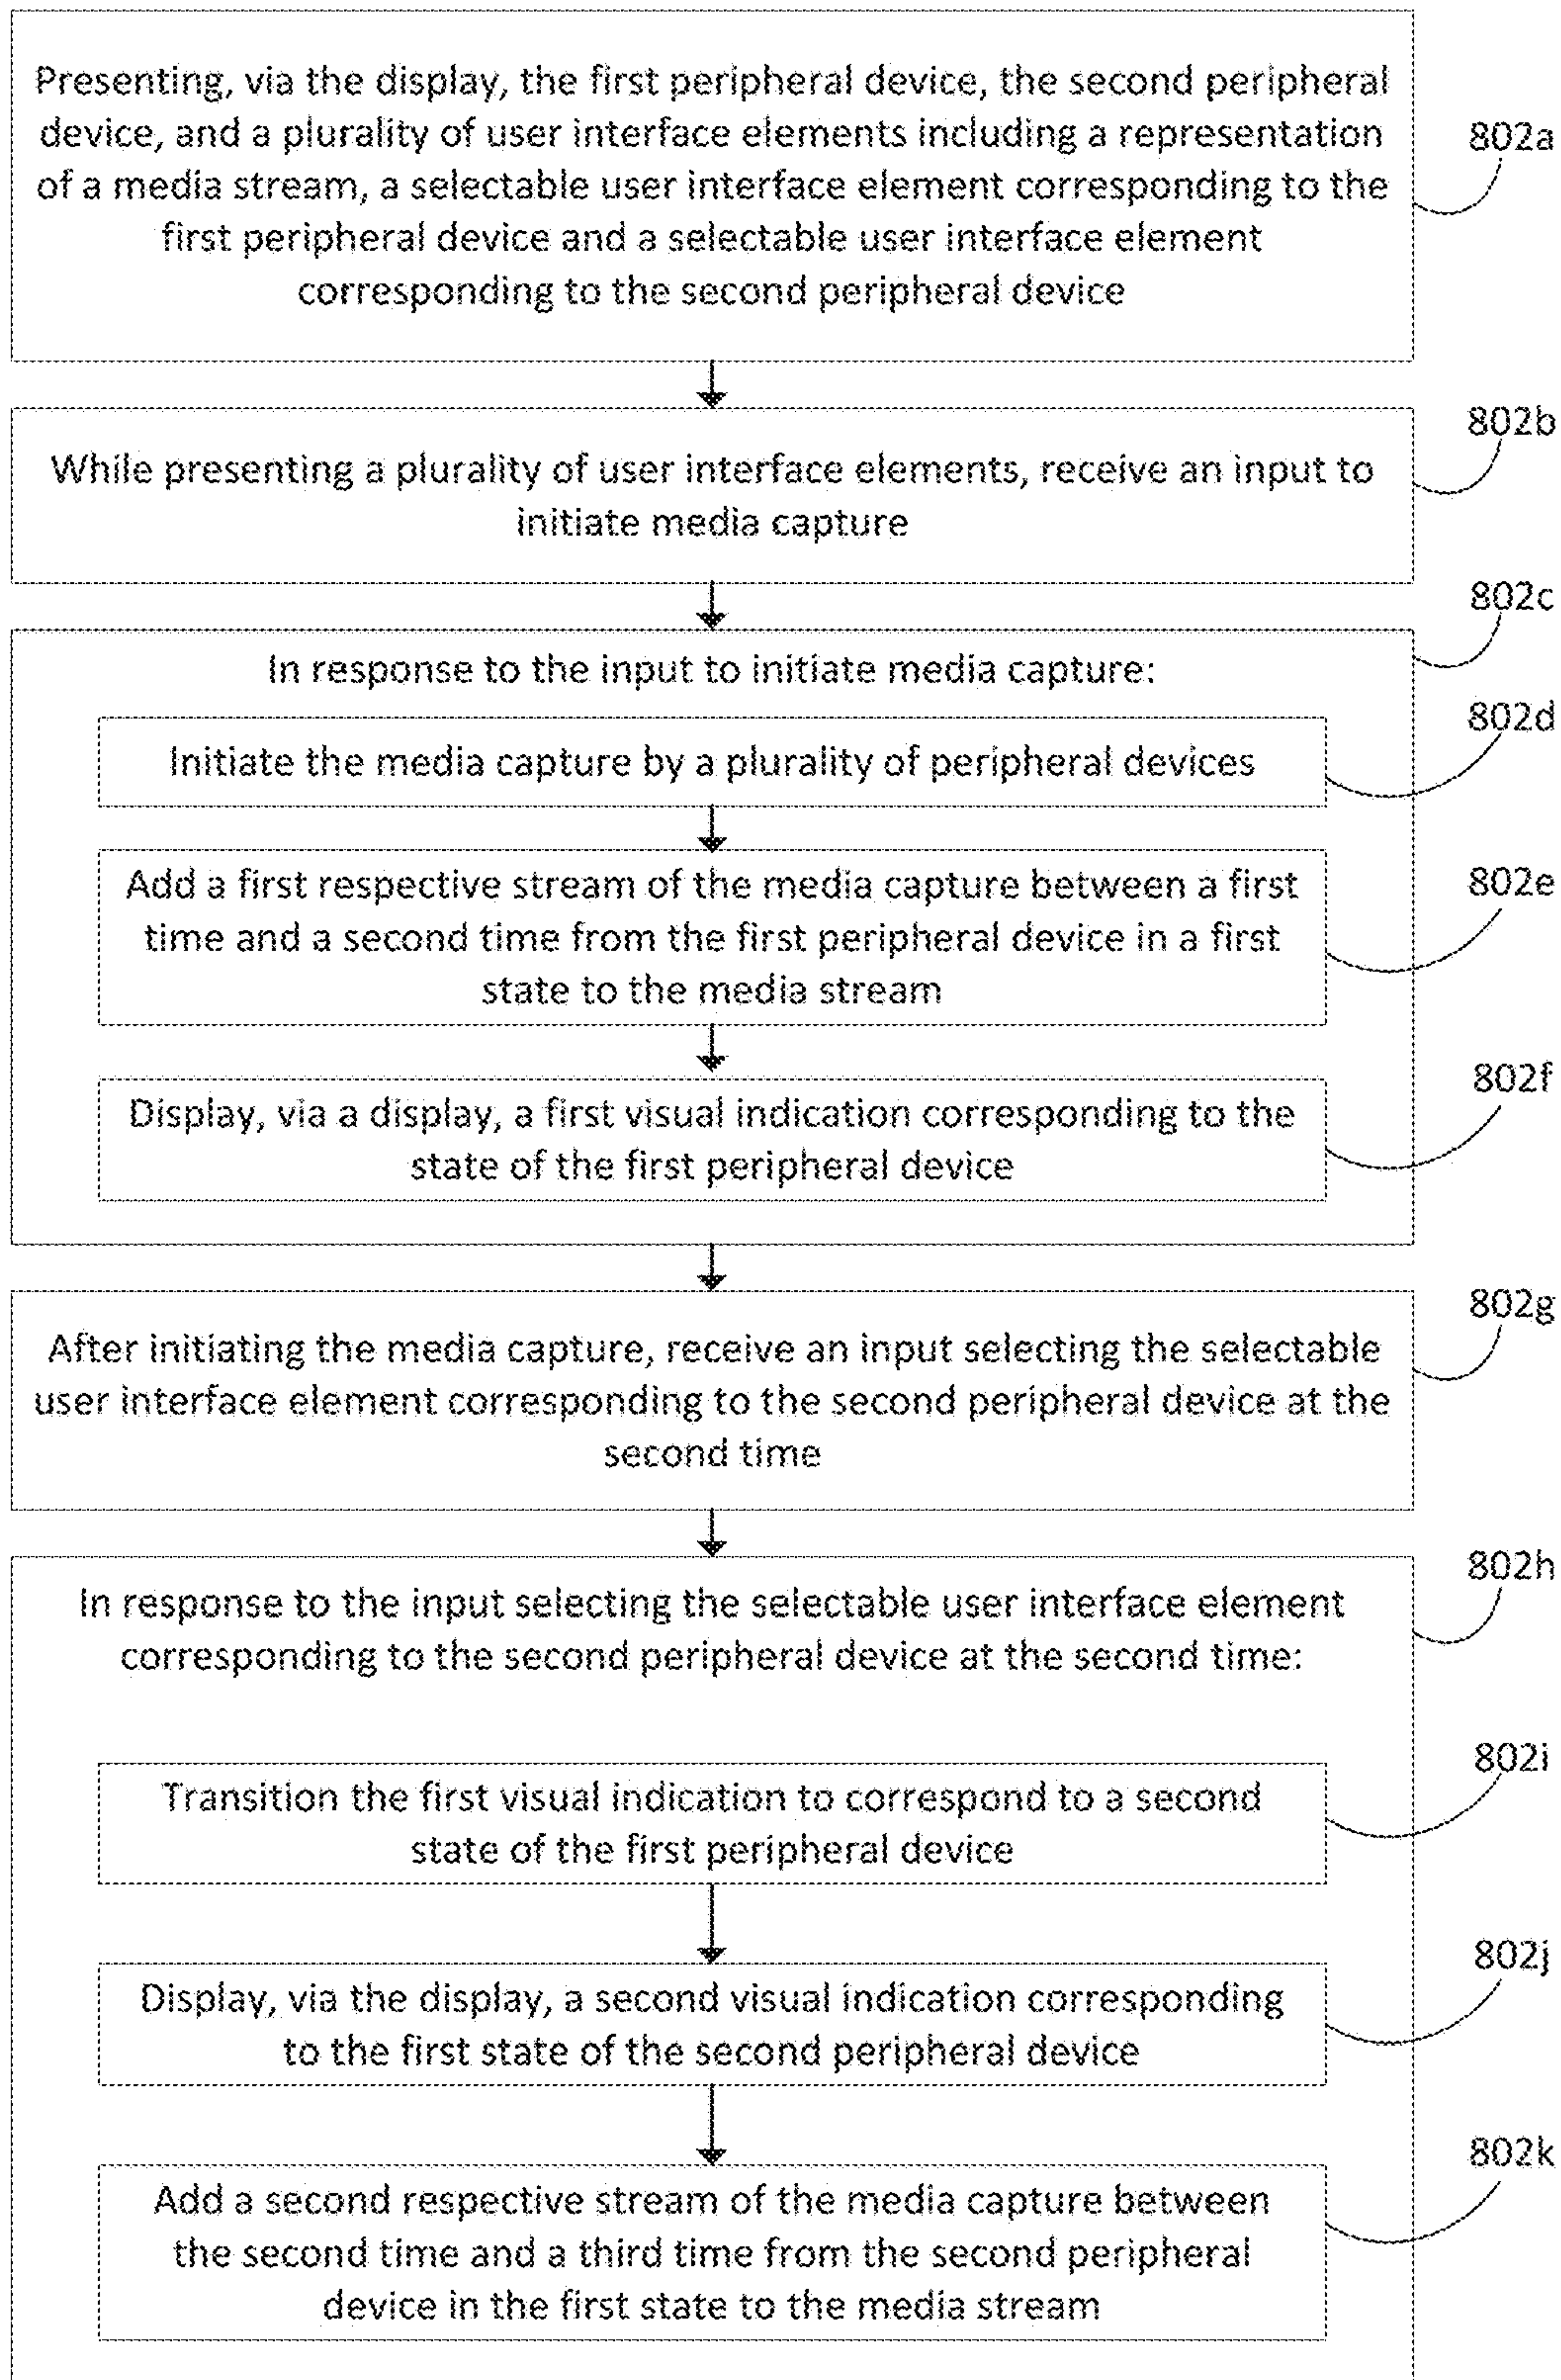 Presenting, via the display, the first peripheral device, the second peripheral
device, and a plurality of user interface elements including a representation
of a media stream, a selectable user interface element corresponding to the
first peripheral device and a selectable user interface element
corresponding to the second peripheral device
802a
While presenting a plurality of user interface elements, receive an input to
initiate media capture
802b
In response to the input to initiate media capture:
802c
Initiate the media capture by a plurality of peripheral devices
802d
Add a first respective stream of the media capture between a first
time and a second time from the first peripheral device in a first
state to the media stream
802e
Display, via a display, a first visual indication corresponding to the
state of the first peripheral device
802f
After initiating the media capture, receive an input selecting the selectable
user interface element corresponding to the second peripheral device at the
second time
802g
In response to the input selecting the selectable user interface element
corresponding to the second peripheral device at the second time:
802h
Transition the first visual indication to correspond to a second
state of the first peripheral device
802i
Display, via the display, a second visual indication corresponding
to the first state of the second peripheral device
802j
Add a second respective stream of the media capture between
the second time and a third time from the second peripheral
device in the first state to the media stream
802k